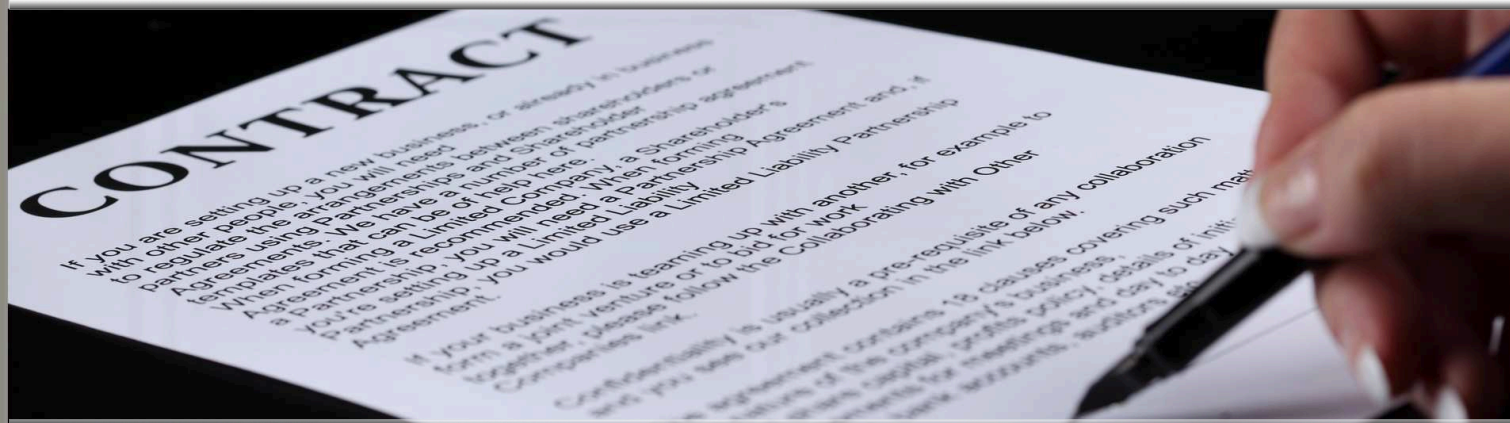 CONTRACT
If you are setting up a new business, or already in business
with other people, you will need
to regulate the arrangements between shareholders or
partners using Partnerships and Shareholder
Agreements. We have a number of partnership agreement
templates that can be of help here.
When forming a Limited Company, a Shareholder's
Agreement is recommended. When forming
a Partnership, you will need a Partnership Agreement and, if
you're setting up a Limited Liability
Partnership, you would use a Limited Liability Partnership
Agreement.
If your business is teaming up with another, for example to
form a joint venture or to bid for work
together, please follow the Collaborating with Other
Companies link.
Confidentiality is usually a pre-requisite of any collaboration
and you see our collection in the link below.
agreement contains 18 clauses covering such
nature of the company's business,
share capital, profits policy, details of
for meetings and day to day
bank accounts, auditors